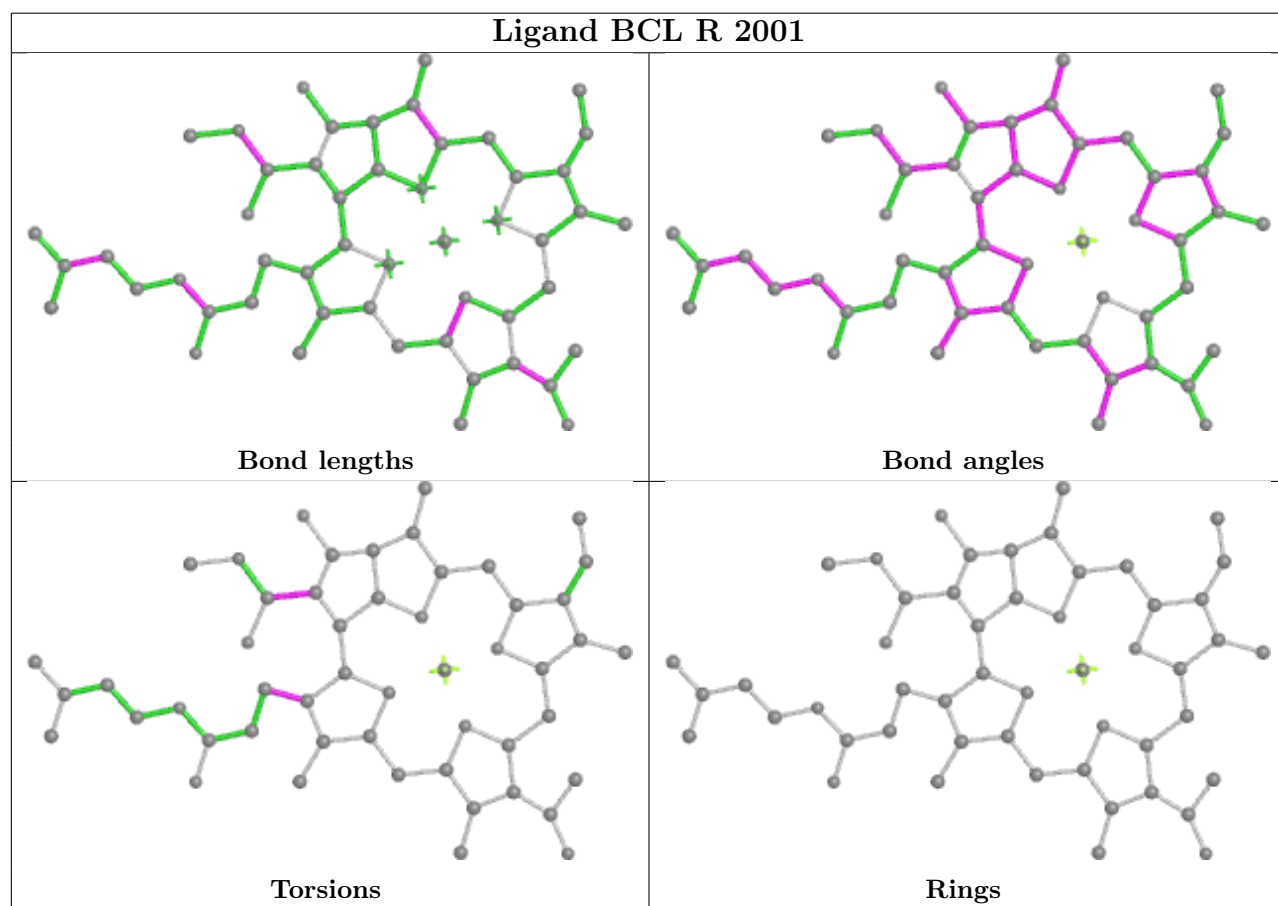 Ligand BCL R 2001
Bond lengths
Bond angles
Torsions
Rings